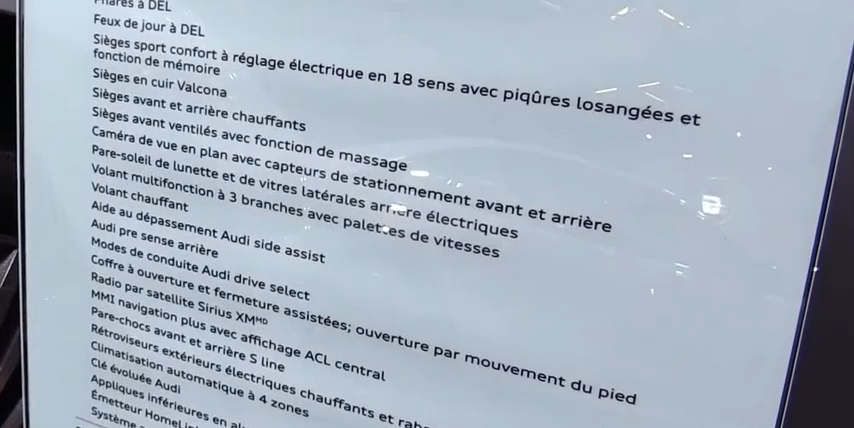 Phares à DEL
Feux de jour à DEL
Sièges sport confort à réglage électrique en 18 sens avec piqûres losangées et
fonction de mémoire
Sièges en cuir Valcona
Sièges avant et arrière chauffants
Sièges avant ventilés avec fonction de massage
Caméra de vue en plan avec capteurs de stationnement avant et arrière
Pare-soleil de lunette et de vitres latérales arrière électriques
Volant multifonction à 3 branches avec palettes de vitesses
Volant chauffant
Aide au dépassement Audi side assist
Audi pre sense arrière
Modes de conduite Audi drive select
Coffre à ouverture et fermeture assistées; ouverture par mouvement du pied
Radio par satellite Sirius XMᴹᴰ
MMI navigation plus avec affichage ACL central
Pare-chocs avant et arrière S line
Rétroviseurs extérieurs électriques chauffants et
Climatisation automatique à 4 zones
Clé évoluée Audi
Appliques inférieures en
Émetteur HomeLink
Système